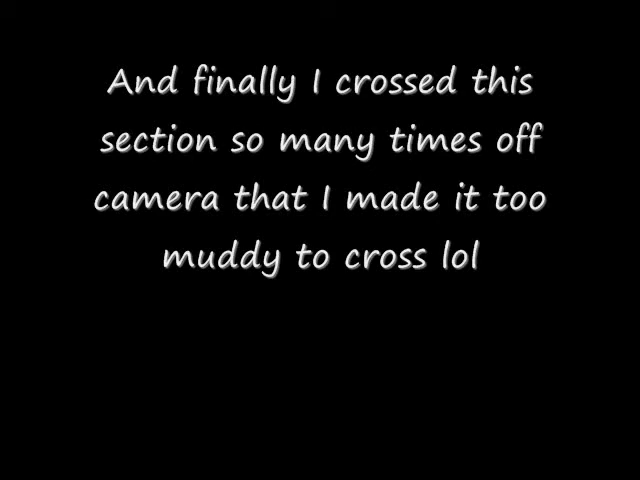 And finally I crossed this
section so many times off
camera that I made it too
muddy to cross lol